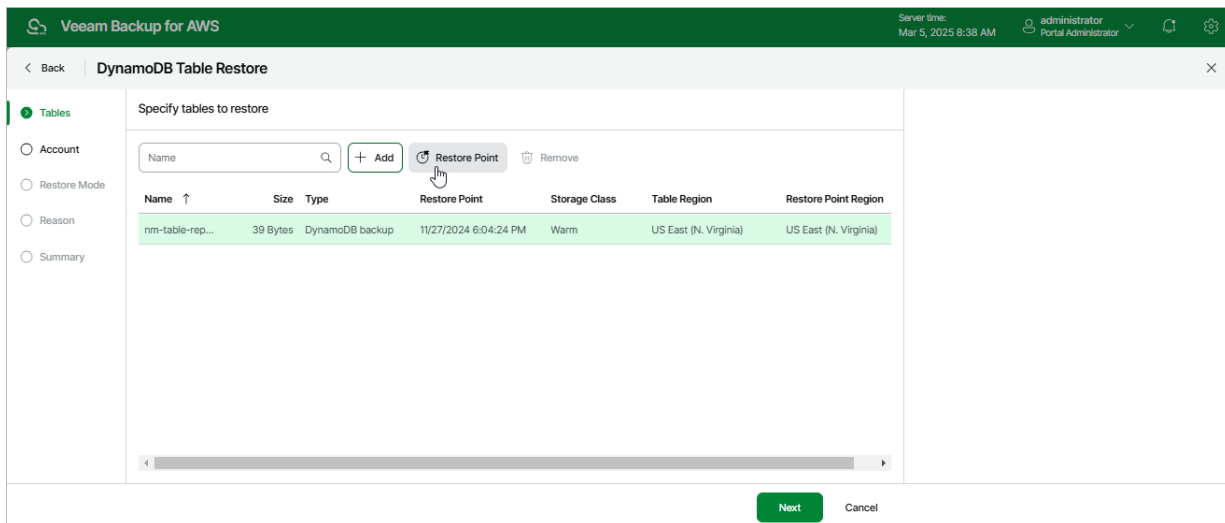 Veeam Backup for AWS
Server time:
Mar 5, 2025 8:38 AM
administrator
Portal Administrator
Back
DynamoDB Table Restore
Tables
Account
Restore Mode
Reason
Summary
Specify tables to restore
Name
Add
Restore Point
Remove
Name Size Type Restore Point Storage Class Table Region Restore Point Region
nm-table-rep... 39 Bytes DynamoDB backup 11/27/2024 6:04:24 PM Warm US East (N. Virginia) US East (N. Virginia)
Next
Cancel